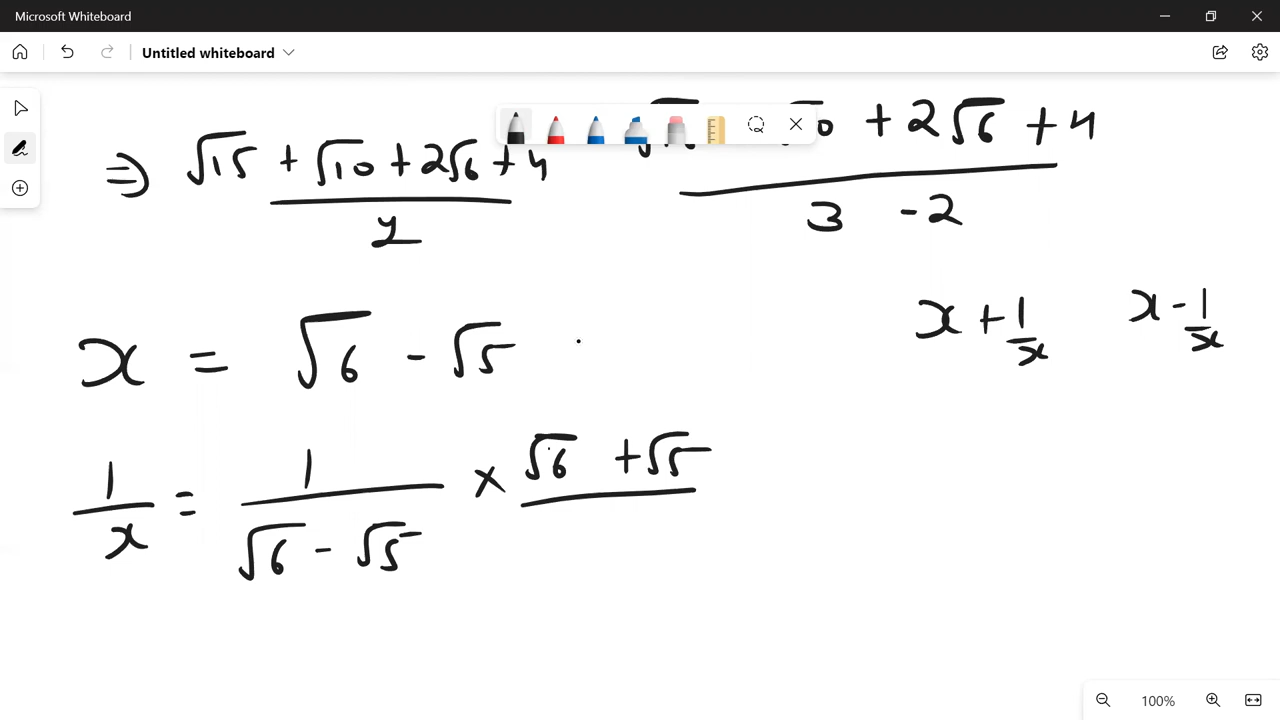 Microsoft Whiteboard
Untitled whiteboard
⇒ √15 + √10 + 2√6 + 4
y
0 + 2√6 + 4
3 - 2
x + 1/x   x - 1/x
x = √6 - √5
1/x = 1/(√6 - √5) × √6 + √5
100%